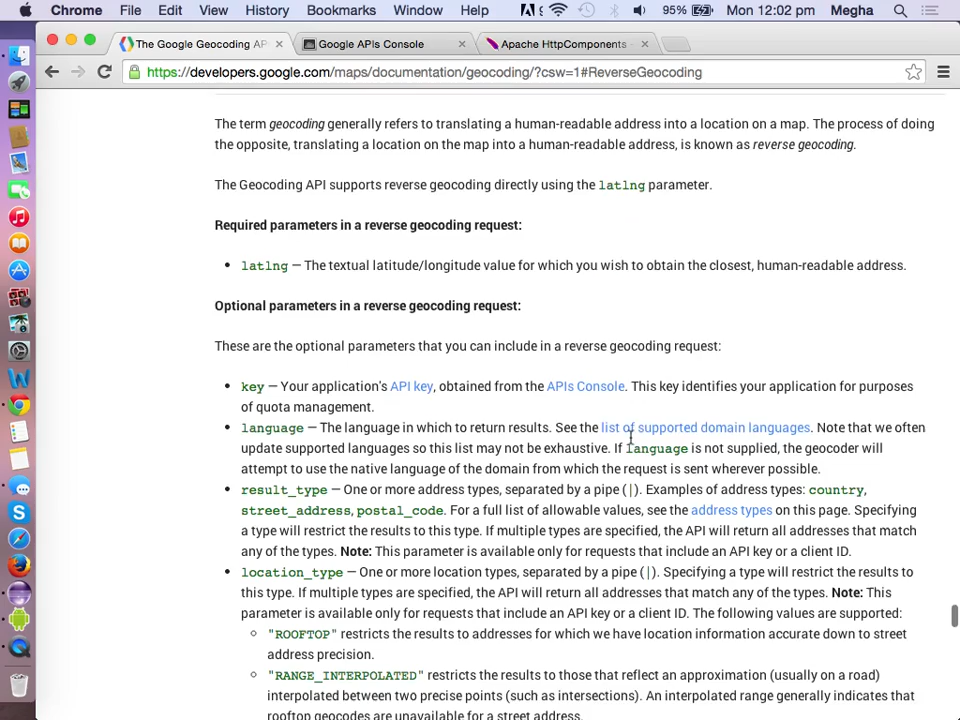 Chrome File Edit View History Bookmarks Window Help 95% Mon 12:02 pm Megha
The Google Geocoding AP
Google APIs Console
Apache HttpComponents
https://developers.google.com/maps/documentation/geocoding/?csw=1#ReverseGeocoding
The term geocoding generally refers to translating a human-readable address into a location on a map. The process of doing
the opposite, translating a location on the map into a human-readable address, is known as reverse geocoding.
The Geocoding API supports reverse geocoding directly using the latlng parameter.
Required parameters in a reverse geocoding request:
• latlng — The textual latitude/longitude value for which you wish to obtain the closest, human-readable address.
Optional parameters in a reverse geocoding request:
These are the optional parameters that you can include in a reverse geocoding request:
• key — Your application's API key, obtained from the APIs Console. This key identifies your application for purposes
of quota management.
• language — The language in which to return results. See the list of supported domain languages. Note that we often
update supported languages so this list may not be exhaustive. If language is not supplied, the geocoder will
attempt to use the native language of the domain from which the request is sent wherever possible.
• result_type — One or more address types, separated by a pipe (|). Examples of address types: country,
street_address, postal_code. For a full list of allowable values, see the address types on this page. Specifying
a type will restrict the results to this type. If multiple types are specified, the API will return all addresses that match
any of the types. Note: This parameter is available only for requests that include an API key or a client ID.
• location_type — One or more location types, separated by a pipe (|). Specifying a type will restrict the results to
this type. If multiple types are specified, the API will return all addresses that match any of the types. Note: This
parameter is available only for requests that include an API key or a client ID. The following values are supported:
◦ "ROOFTOP" restricts the results to addresses for which we have location information accurate down to street
address precision.
◦ "RANGE_INTERPOLATED" restricts the results to those that reflect an approximation (usually on a road)
interpolated between two precise points (such as intersections). An interpolated range generally indicates that
rooftop geocodes are unavailable for a street address.